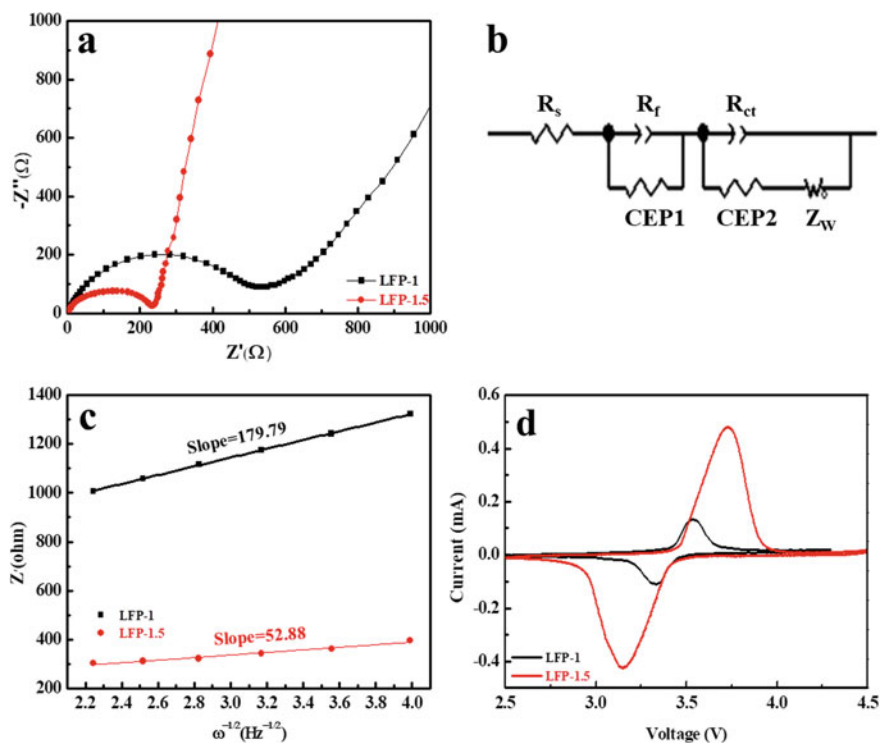 a
1000
800
600
400
200
0
-Z''(Ω)
0 200 400 600 800 1000
Z'(Ω)
LFP-1
LFP-1.5
b
Rs Rf Rct
CEP1 CEP2 ZW
c
1400
1200
1000
800
600
400
200
Z'(ohm)
Slope=179.79
LFP-1
LFP-1.5
Slope=52.88
2.2 2.4 2.6 2.8 3.0 3.2 3.4 3.6 3.8 4.0
ω-1/2(Hz-1/2)
d
0.6
0.4
0.2
0.0
-0.2
-0.4
Current (mA)
LFP-1
LFP-1.5
2.5 3.0 3.5 4.0 4.5
Voltage (V)